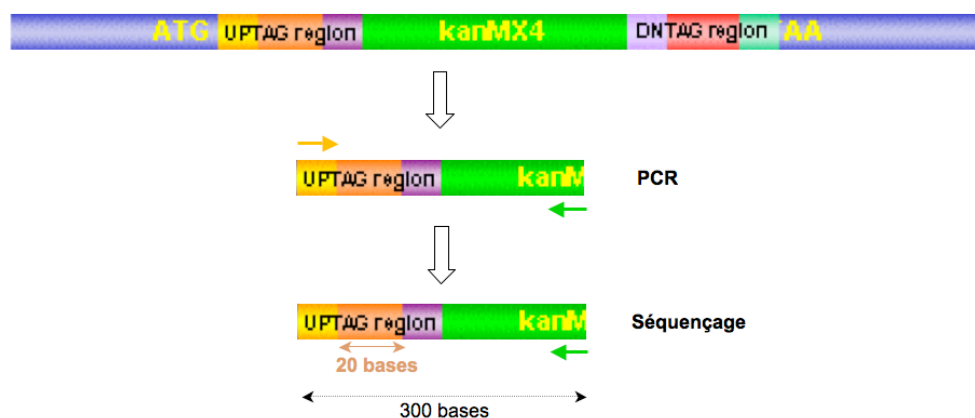 ATG UPTAG region kanMX4 DNTAG region TAA
UPTAG region kanM PCR
UPTAG region kanM Séquençage
20 bases
300 bases